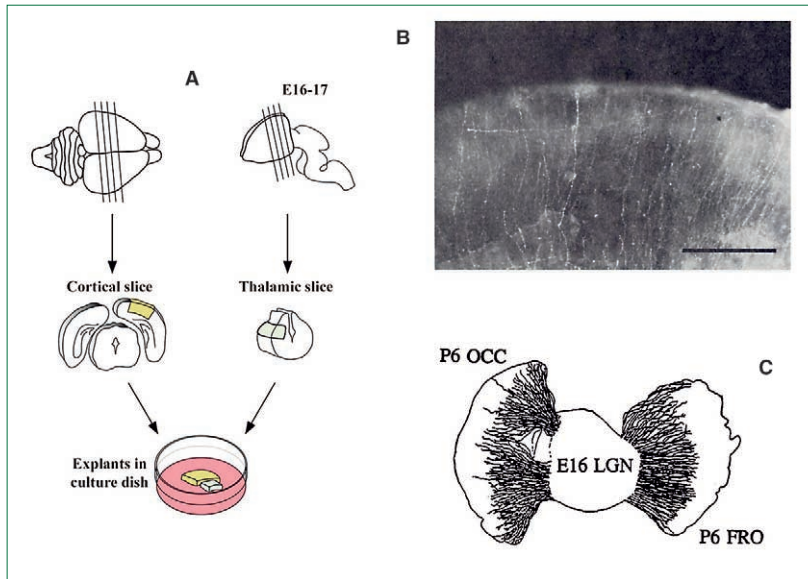 A
E16-17
Cortical slice
Thalamic slice
Explants in
culture dish
B
C
P6 OCC
E16 LGN
P6 FRO